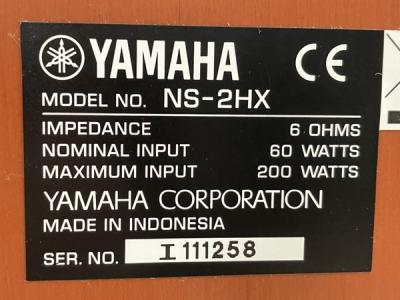 YAMAHA CE
MODEL NO. NS-2HX
IMPEDANCE 6 OHMS
NOMINAL INPUT 60 WATTS
MAXIMUM INPUT 200 WATTS
YAMAHA CORPORATION
MADE IN INDONESIA
SER. NO. I 111258